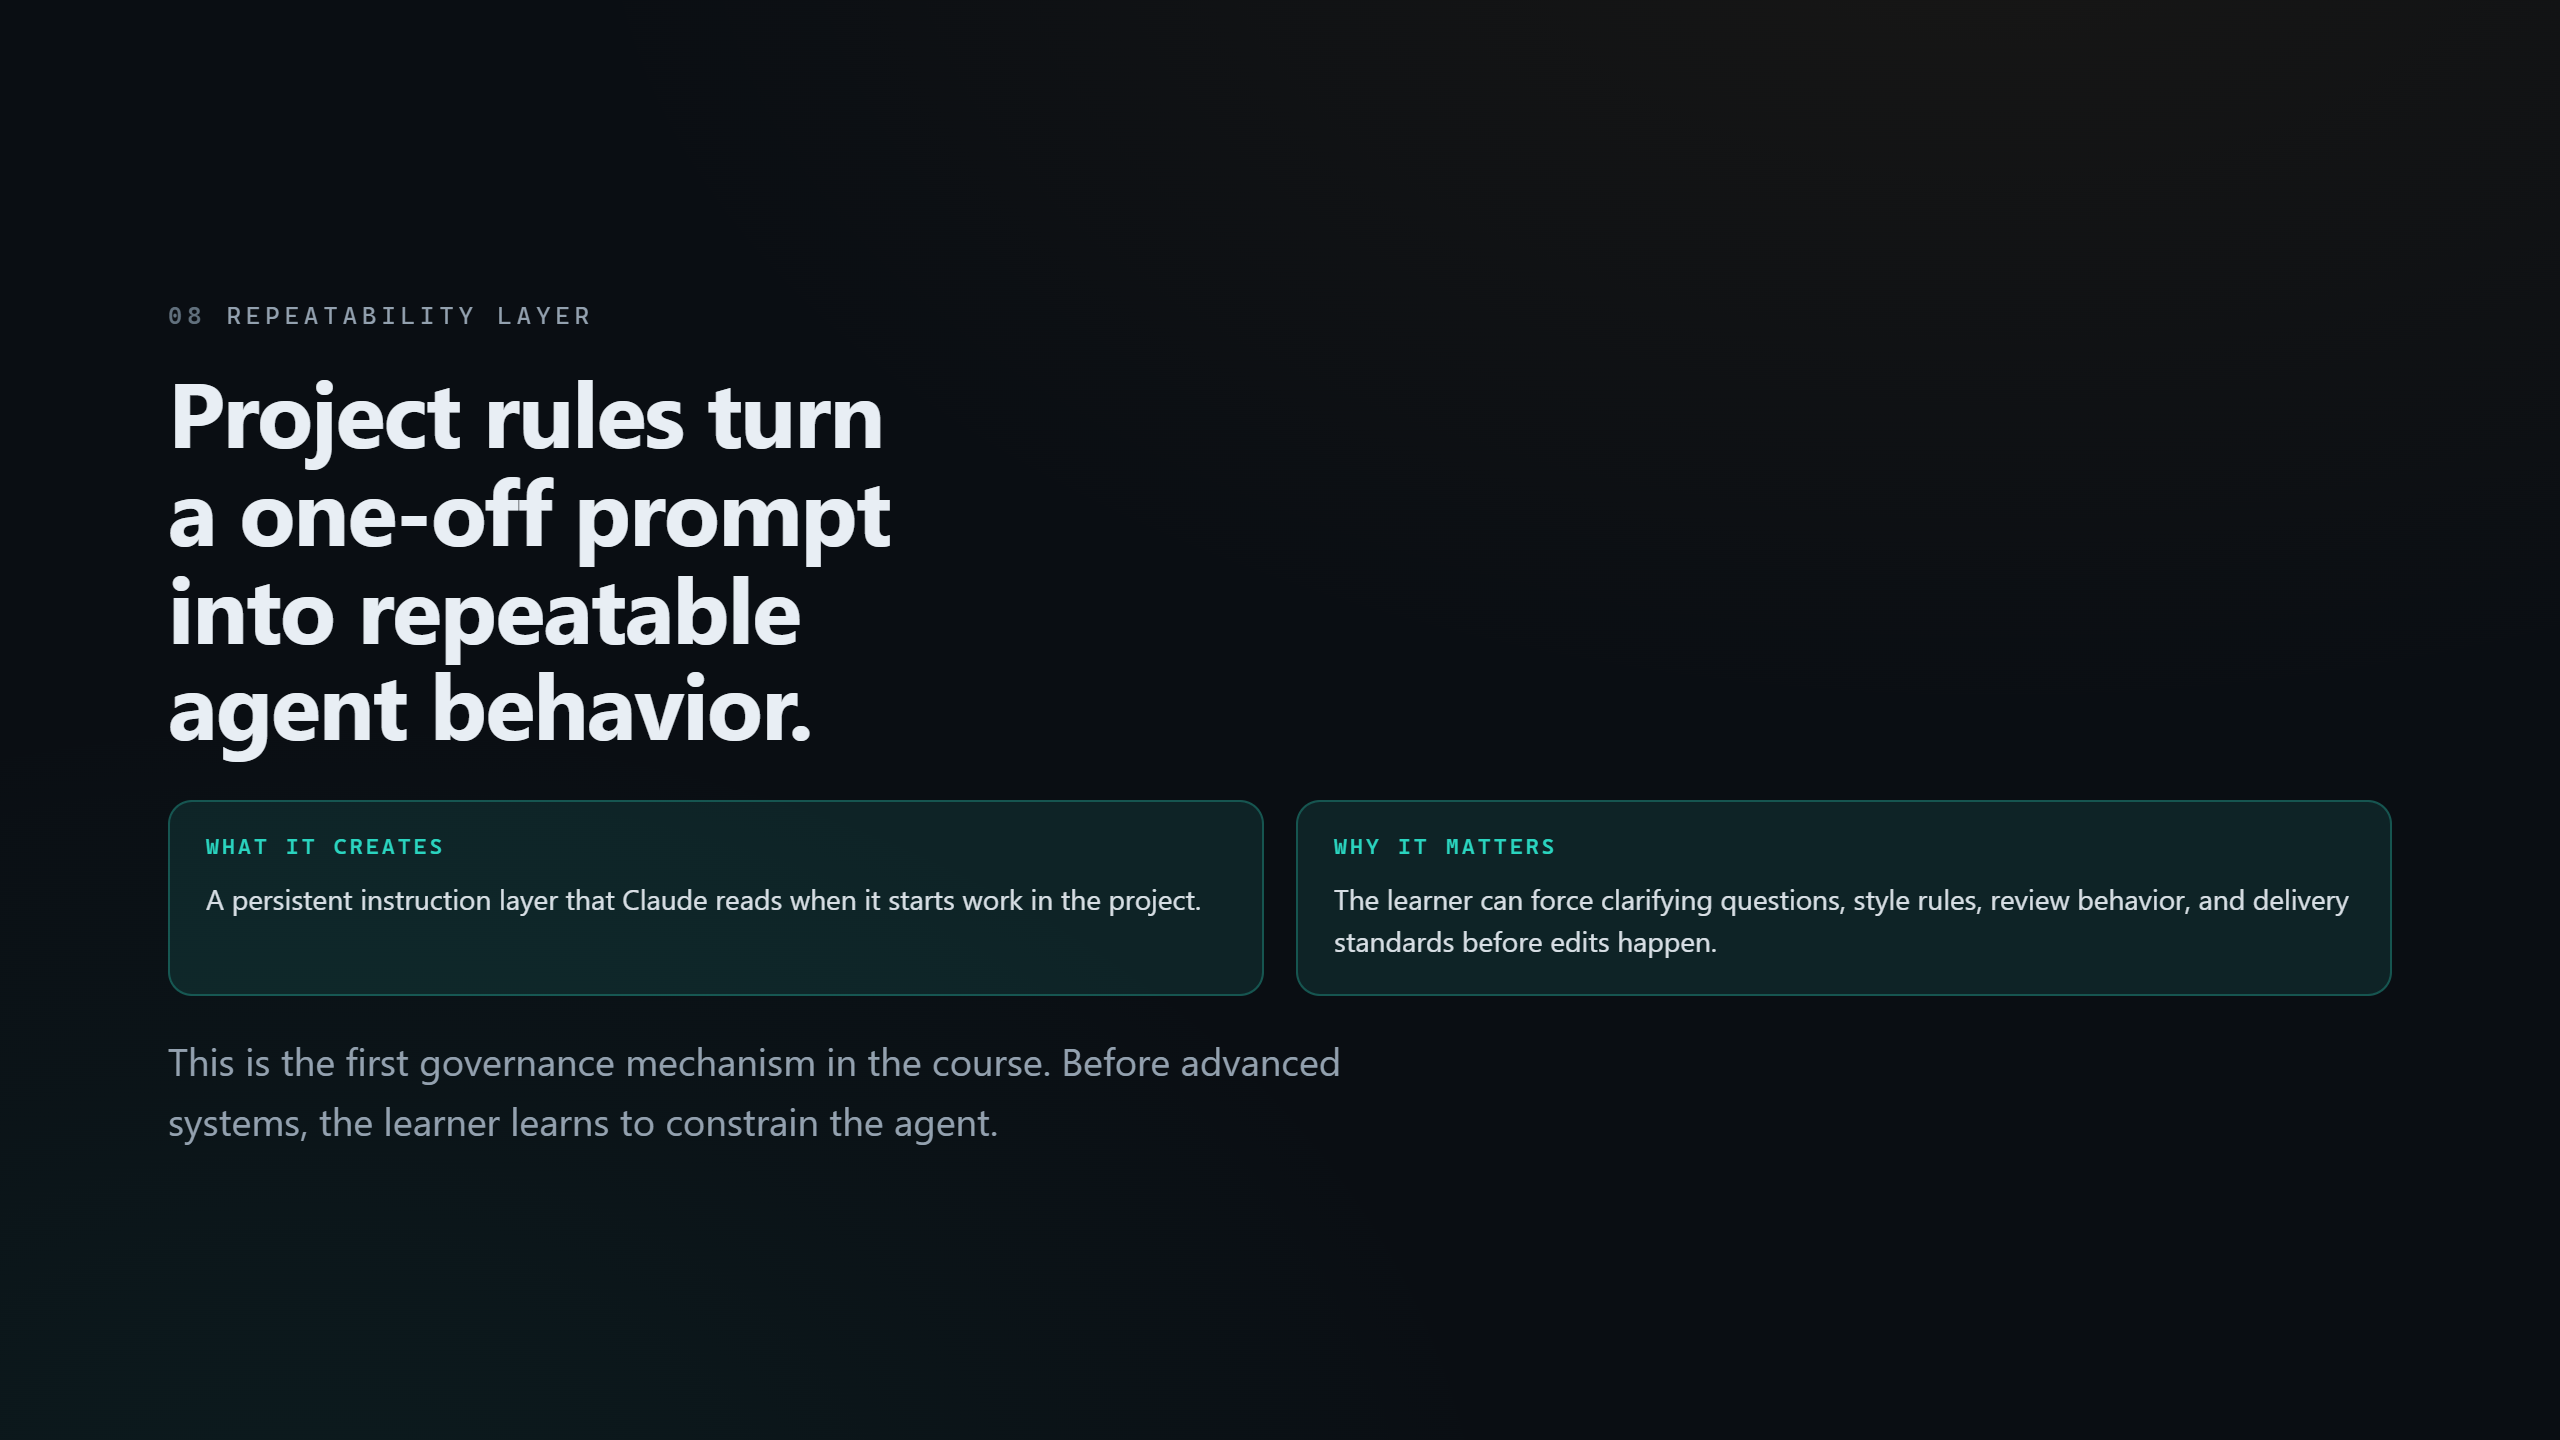 08 REPEATABILITY LAYER
Project rules turn
a one-off prompt
into repeatable
agent behavior.
WHAT IT CREATES
A persistent instruction layer that Claude reads when it starts work in the project.
WHY IT MATTERS
The learner can force clarifying questions, style rules, review behavior, and delivery
standards before edits happen.
This is the first governance mechanism in the course. Before advanced
systems, the learner learns to constrain the agent.